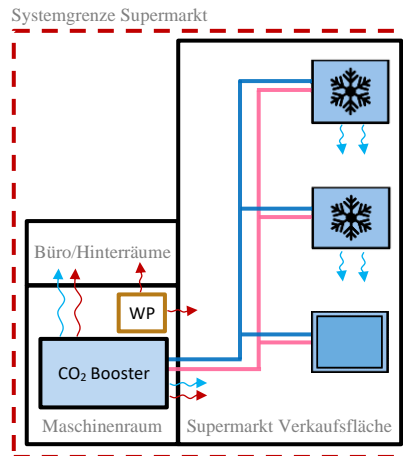 Systemgrenze Supermarkt
Büro/Hinterräume
WP
CO₂ Booster
Maschinenraum
Supermarkt Verkaufsfläche